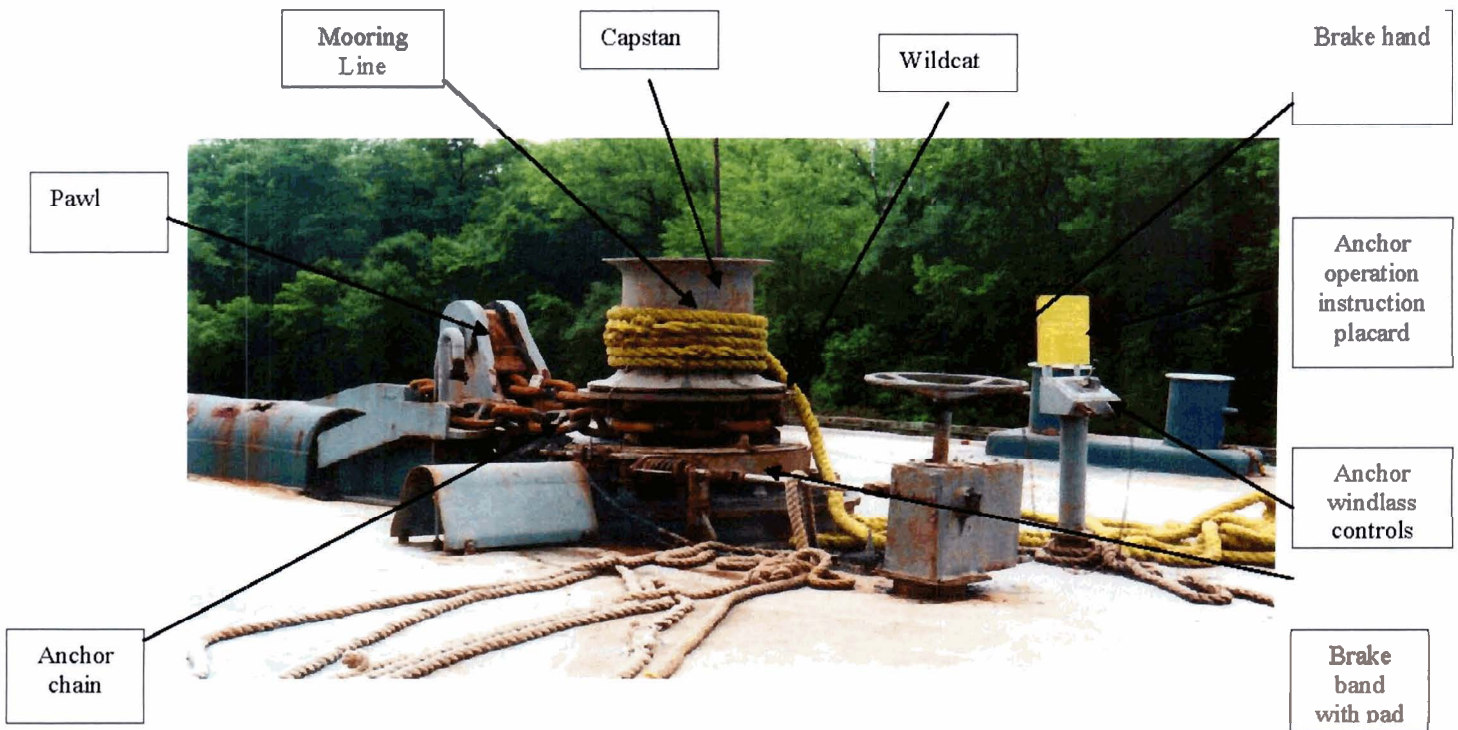 Mooring
Line
Capstan
Wildcat
Brake hand
Pawl
Anchor
operation
instruction
placard
Anchor
windlass
controls
Anchor
chain
Brake
band
with pad